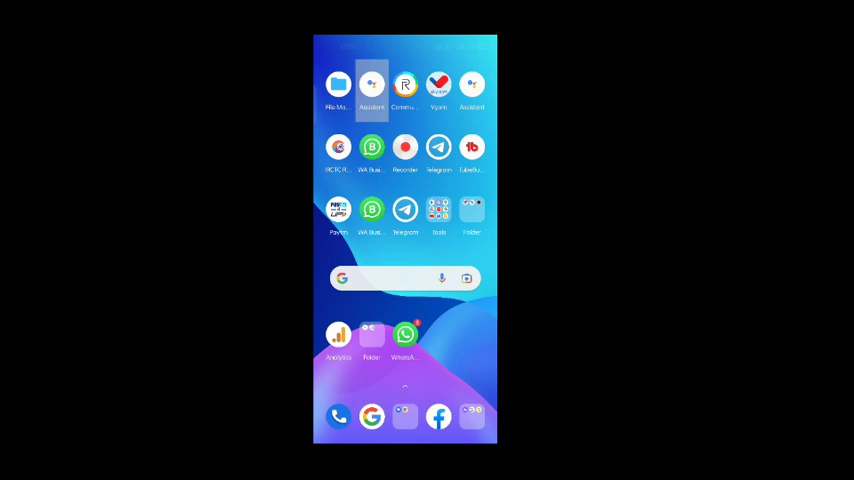 File Ma... Assistant Commu... Vyam Assistant
IRCTC R... WA Busi... Recorder Telegram TubeBu...
Paytm WA Busi... Telegram Tools Folder
Analytics Folder WhatsA...